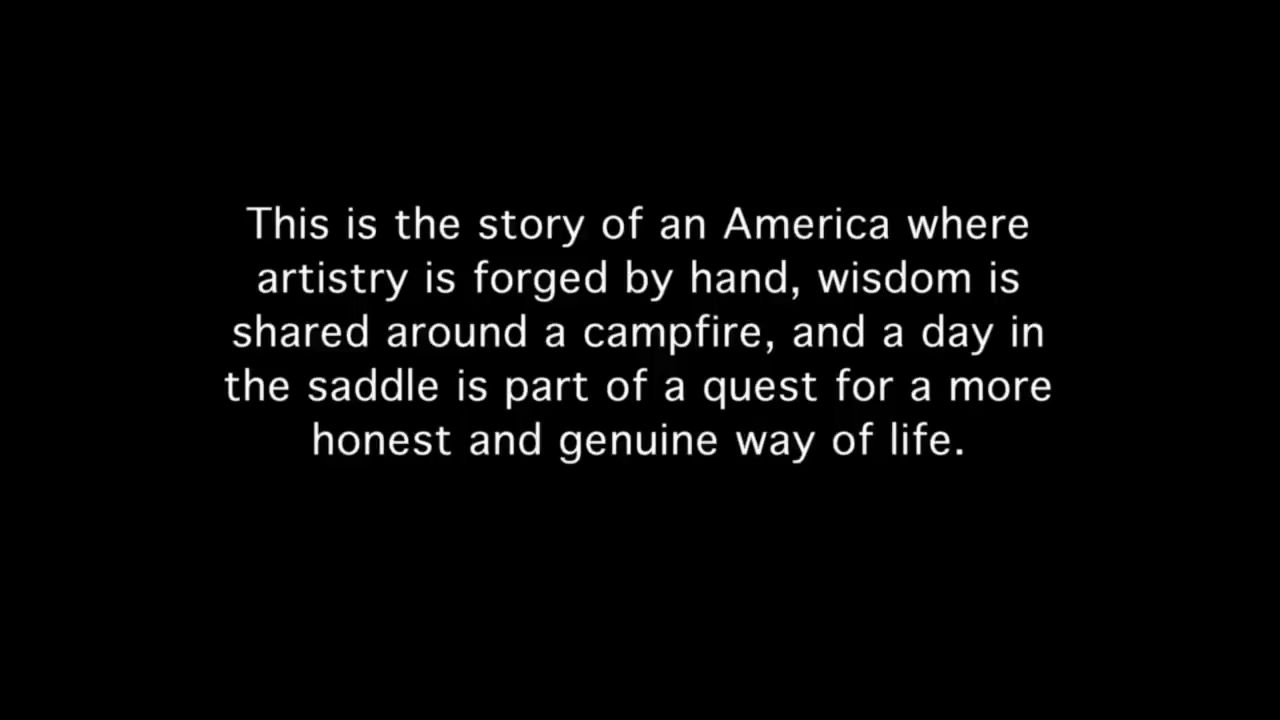 This is the story of an America where
artistry is forged by hand, wisdom is
shared around a campfire, and a day in
the saddle is part of a quest for a more
honest and genuine way of life.